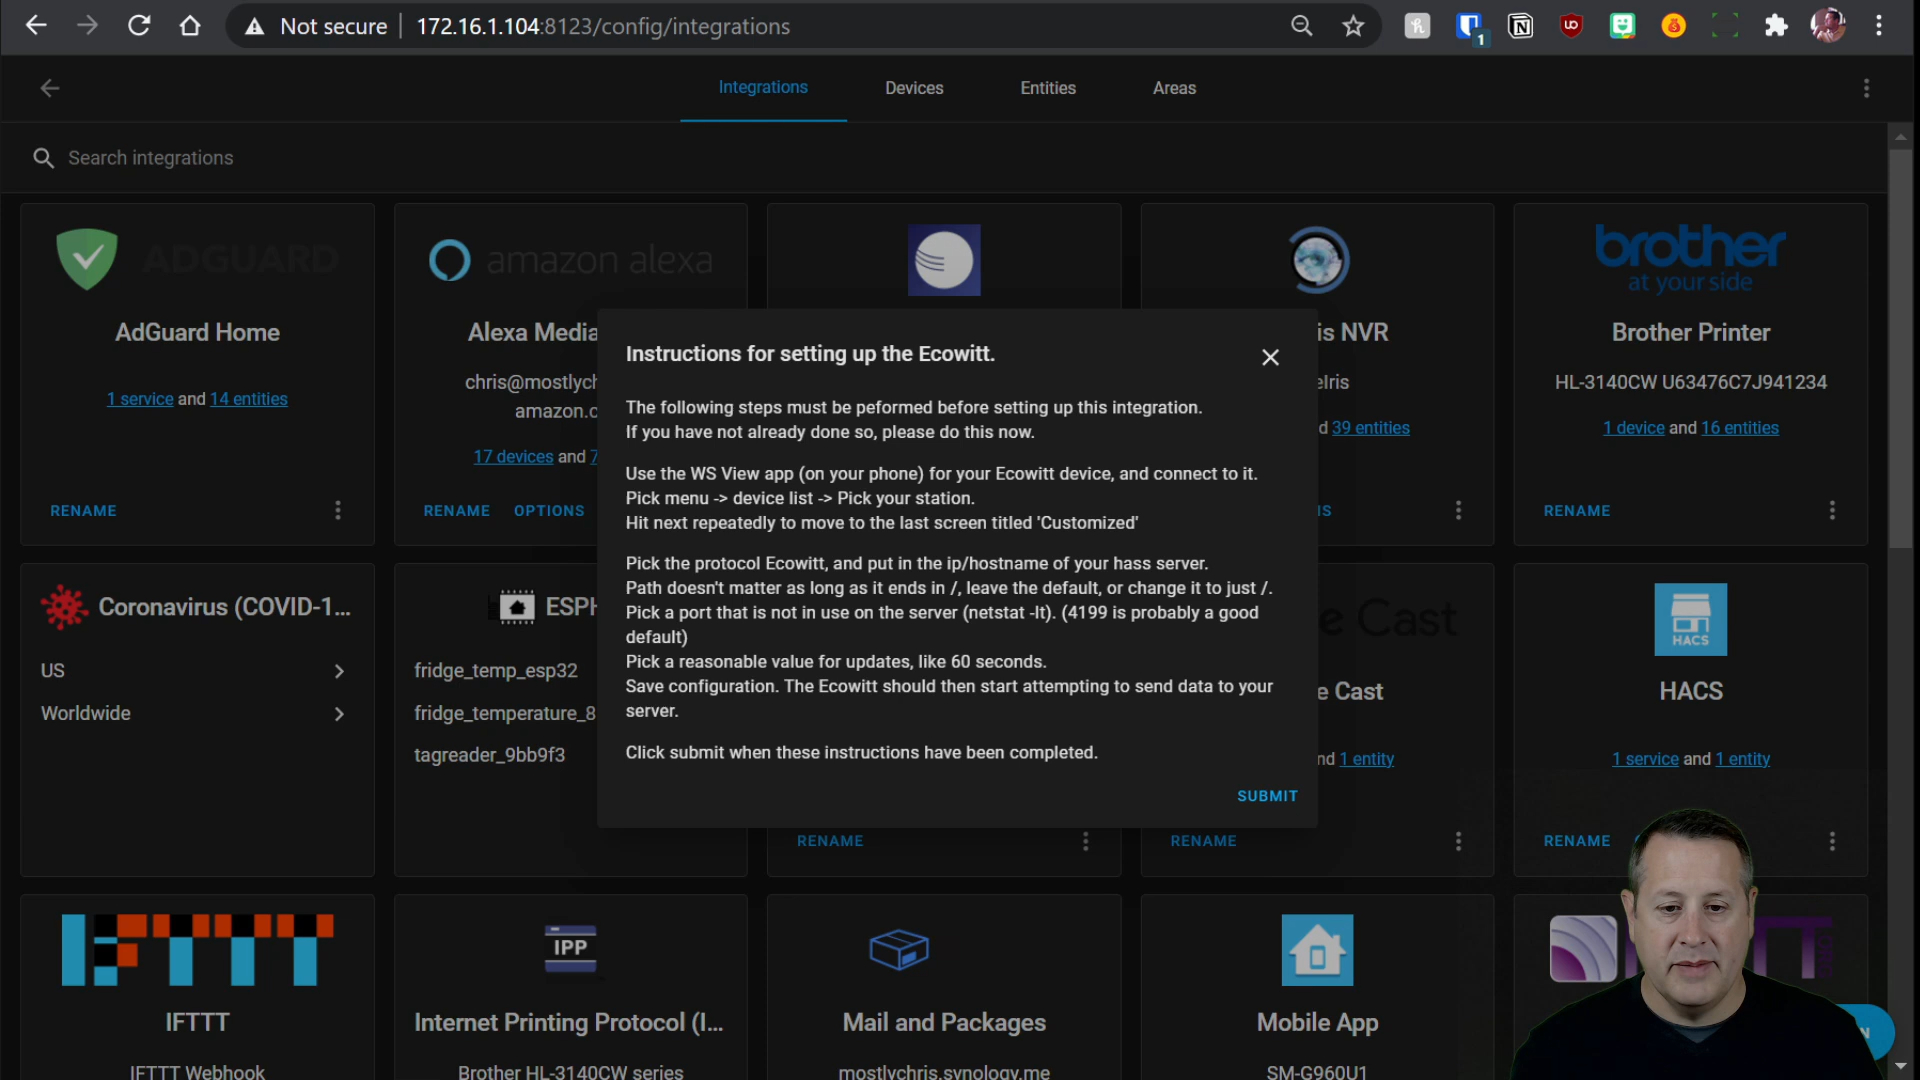 Not secure
172.16.1.104:8123/config/integrations
1
Integrations
Devices
Entities
Areas
Search integrations
ADGUARD
AdGuard Home
1 service and 14 entities
RENAME
amazon alexa
Alexa Media
chris@mostlych
amazon.c
17 devices and 7
RENAME
OPTIONS
is NVR
eIris
d 39 entities
NS
brother
at your side
Brother Printer
HL-3140CW U63476C7J941234
1 device and 16 entities
RENAME
Instructions for setting up the Ecowitt.
The following steps must be peformed before setting up this integration.
If you have not already done so, please do this now.
Use the WS View app (on your phone) for your Ecowitt device, and connect to it.
Pick menu -> device list -> Pick your station.
Hit next repeatedly to move to the last screen titled 'Customized'
Pick the protocol Ecowitt, and put in the ip/hostname of your hass server.
Path doesn't matter as long as it ends in /, leave the default, or change it to just /.
Pick a port that is not in use on the server (netstat -lt). (4199 is probably a good
default)
Pick a reasonable value for updates, like 60 seconds.
Save configuration. The Ecowitt should then start attempting to send data to your
server.
Click submit when these instructions have been completed.
SUBMIT
Coronavirus (COVID-1...
US
Worldwide
ESPH
fridge_temp_esp32
fridge_temperature_8
tagreader_9bb9f3
RENAME
e Cast
e Cast
nd 1 entity
RENAME
HACS
HACS
1 service and 1 entity
RENAME
IFTTT
IFTTT
IFTTT Webhook
IPP
Internet Printing Protocol (I...
Brother HL-3140CW series
Mail and Packages
mostlychris.synology.me
Mobile App
SM-G960U1